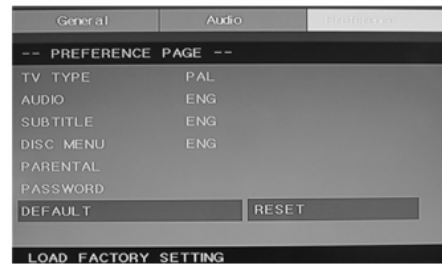 General Audio Preference
-- PREFERENCE PAGE --
TV TYPE PAL
AUDIO ENG
SUBTITLE ENG
DISC MENU ENG
PARENTAL
PASSWORD
DEFAULT RESET
LOAD FACTORY SETTING